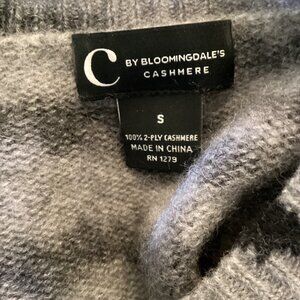 C BY BLOOMINGDALE'S
CASHMERE
S
100% 2-PLY CASHMERE
MADE IN CHINA
RN 1279